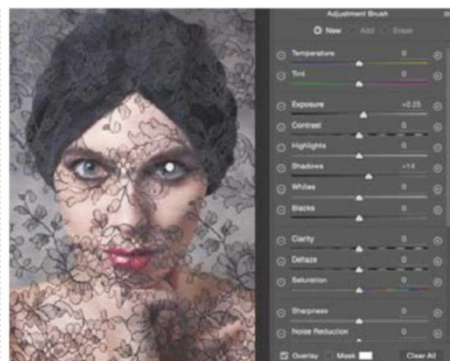 Adjustment Brush
New Add Erase
Temperature 0
Tint 0
Exposure +0.25
Contrast 0
Highlights 0
Shadows +14
Whites 0
Blacks 0
Clarity 0
Dehaze 0
Saturation 0
Sharpness 0
Noise Reduction 0
Overlay Mask Clear All